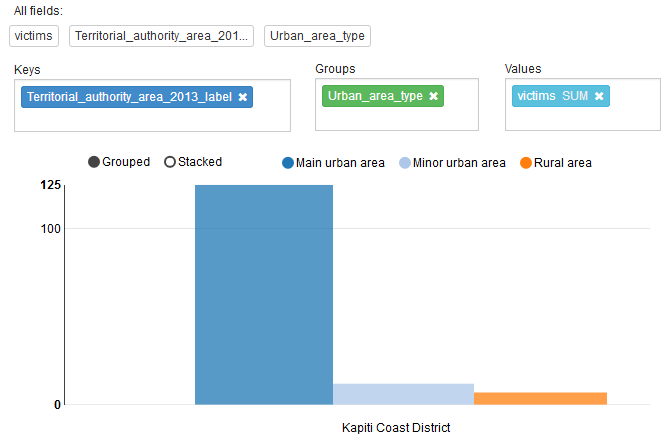 All fields:
victims Territorial_authority_area_201... Urban_area_type
Keys Groups Values
Territorial_authority_area_2013_label ✖ Urban_area_type ✖ victims SUM ✖
Grouped Stacked Main urban area Minor urban area Rural area
125
100
0
Kapiti Coast District